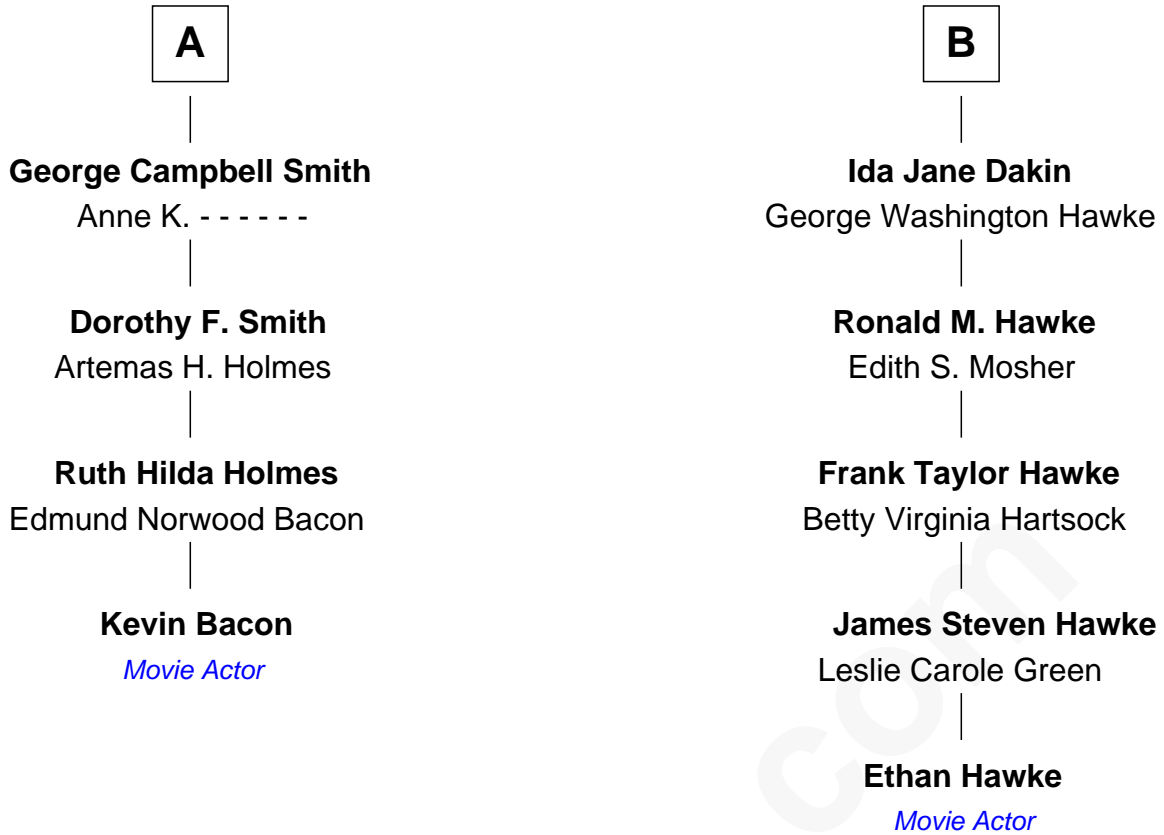 A
George Campbell Smith
Anne K. - - - - - -
Dorothy F. Smith
Artemas H. Holmes
Ruth Hilda Holmes
Edmund Norwood Bacon
Kevin Bacon
Movie Actor
B
Ida Jane Dakin
George Washington Hawke
Ronald M. Hawke
Edith S. Mosher
Frank Taylor Hawke
Betty Virginia Hartsock
James Steven Hawke
Leslie Carole Green
Ethan Hawke
Movie Actor
com